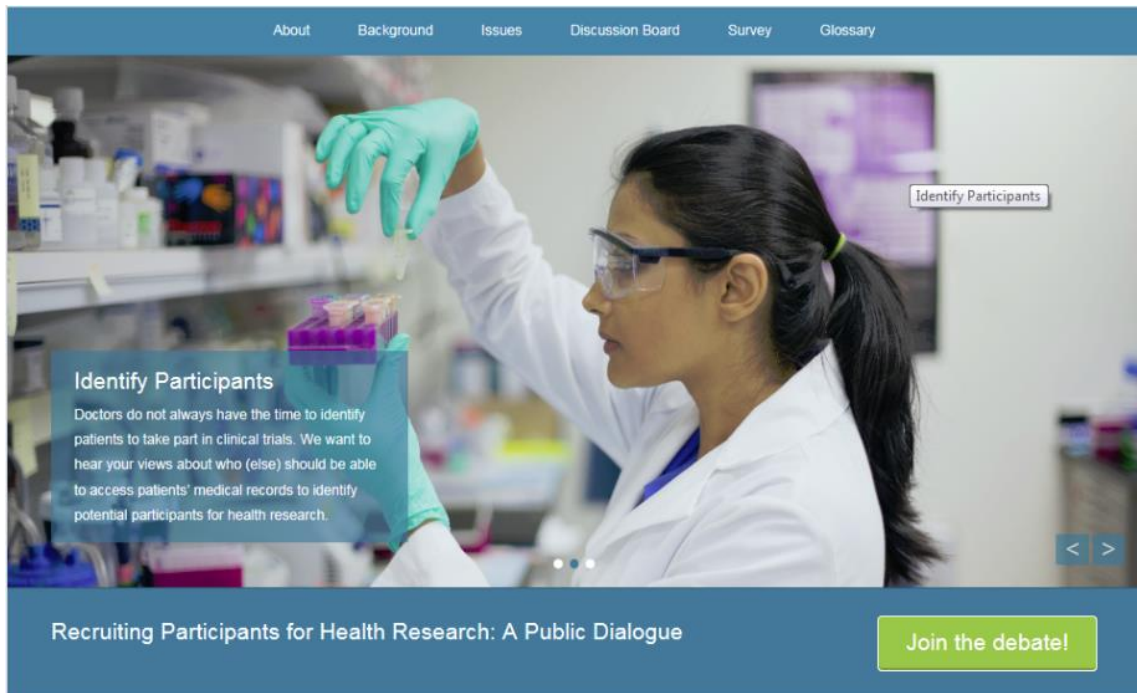 About Background Issues Discussion Board Survey Glossary
Identify Participants
Identify Participants
Doctors do not always have the time to identify
patients to take part in clinical trials. We want to
hear your views about who (else) should be able
to access patients' medical records to identify
potential participants for health research.
< >
Recruiting Participants for Health Research: A Public Dialogue
Join the debate!